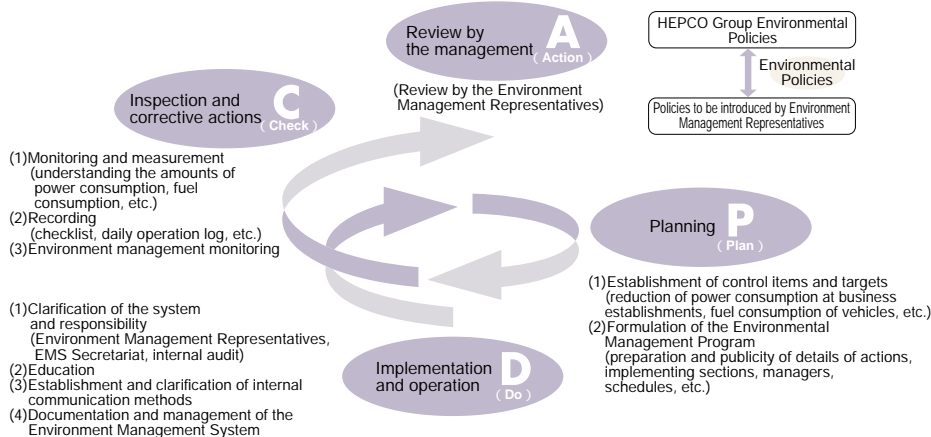 Review by
the management
A
( Action )
(Review by the Environment
Management Representatives)
HEPCO Group Environmental
Policies
Environmental
Policies
Policies to be introduced by Environment
Management Representatives
Inspection and
corrective actions
C
( Check )
(1)Monitoring and measurement
(understanding the amounts of
power consumption, fuel
consumption, etc.)
(2)Recording
(checklist, daily operation log, etc.)
(3)Environment management monitoring
Planning
P
( Plan )
(1)Establishment of control items and targets
(reduction of power consumption at business
establishments, fuel consumption of vehicles, etc.)
(2)Formulation of the Environmental
Management Program
(preparation and publicity of details of actions,
implementing sections, managers,
schedules, etc.)
(1)Clarification of the system
and responsibility
(Environment Management Representatives,
EMS Secretariat, internal audit)
(2)Education
(3)Establishment and clarification of internal
communication methods
(4)Documentation and management of the
Environment Management System
Implementation
and operation
D
( Do )